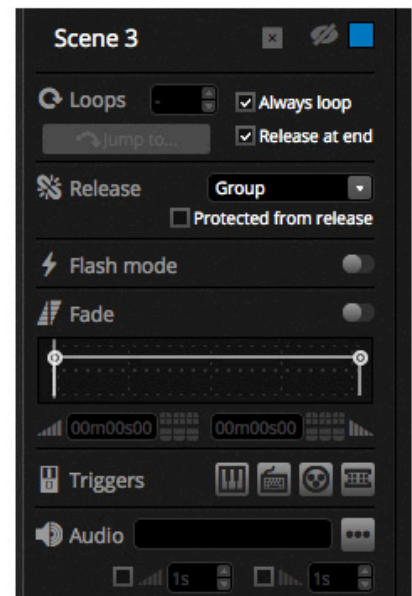 Scene 3
Loops - Always loop
Jump to... Release at end
Release Group
Protected from release
Flash mode
Fade
00m00s00 00m00s00
Triggers
Audio
1s 1s